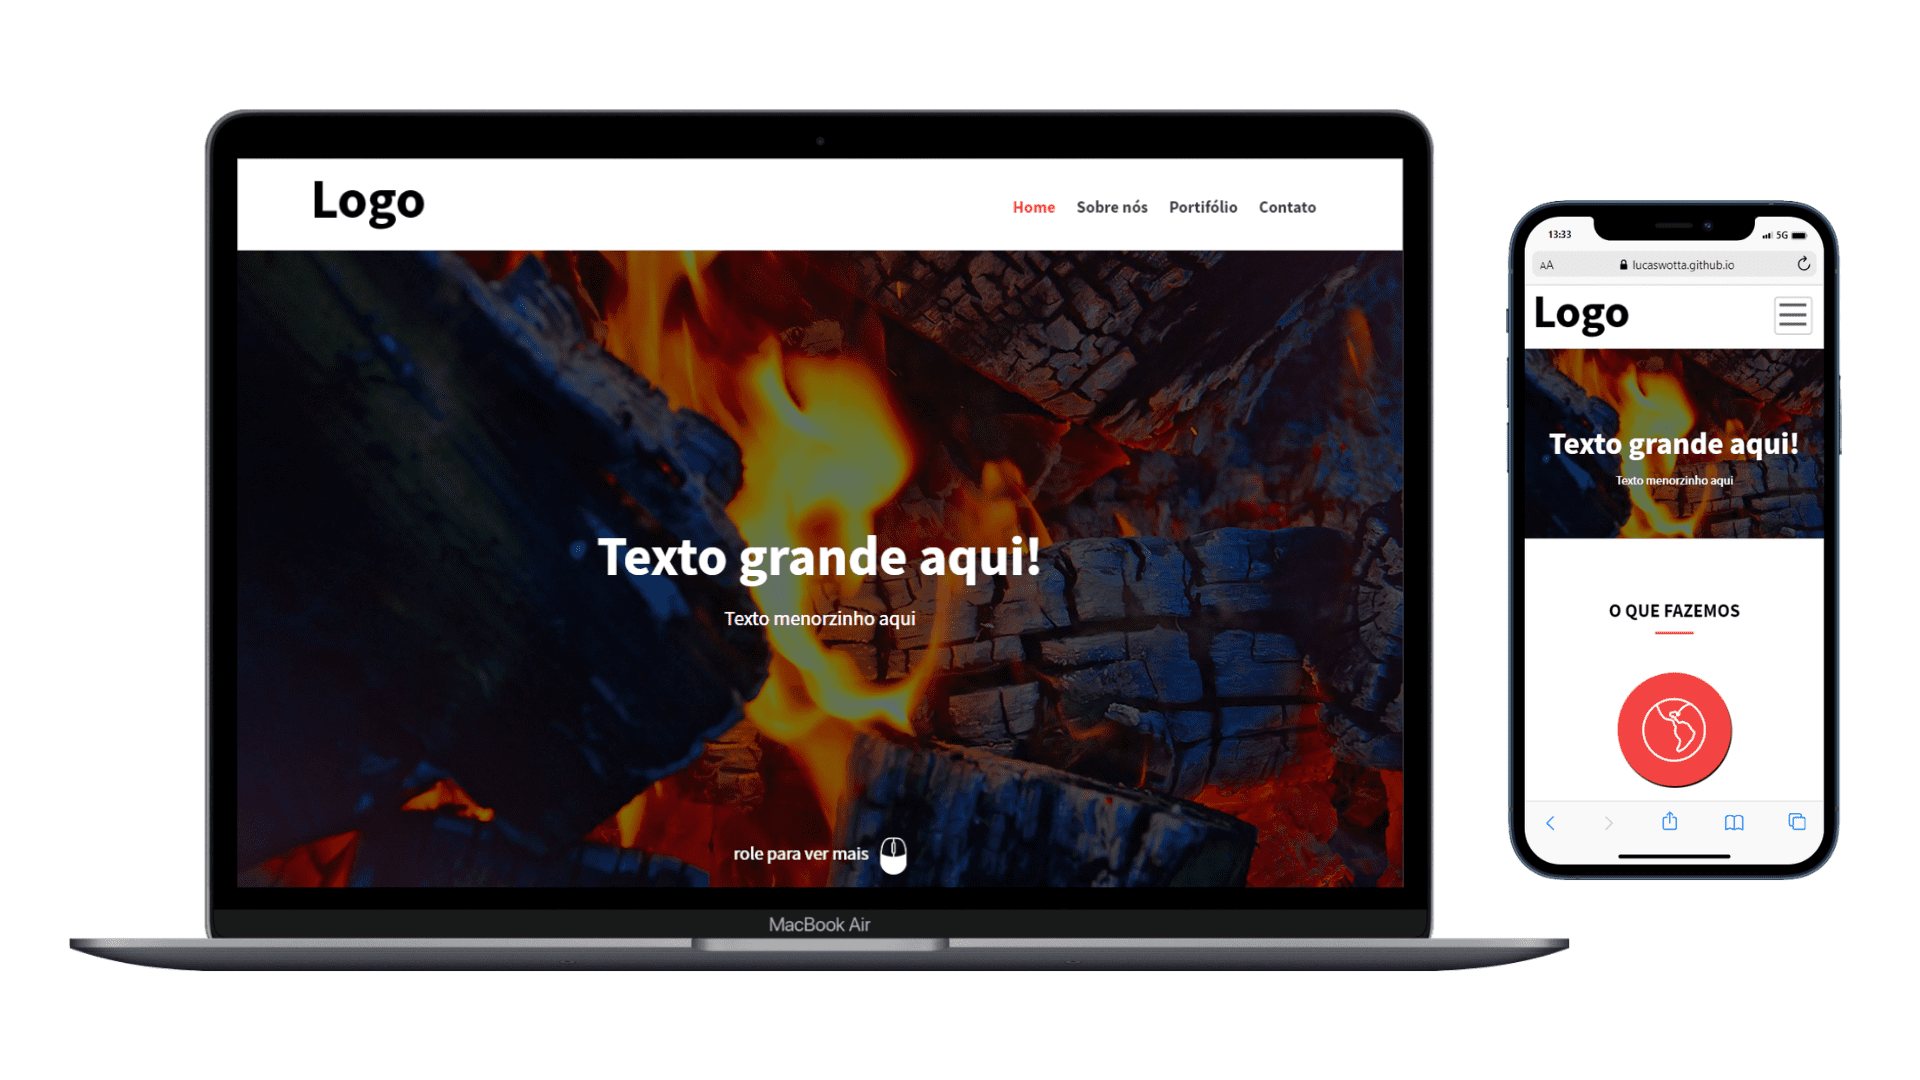 Logo
Home Sobre nós Portifólio Contato
Texto grande aqui!
Texto menorzinho aqui
role para ver mais
MacBook Air
13:33 5G
AA lucaswotta.github.io
Logo
Texto grande aqui!
Texto menorzinho aqui
O QUE FAZEMOS